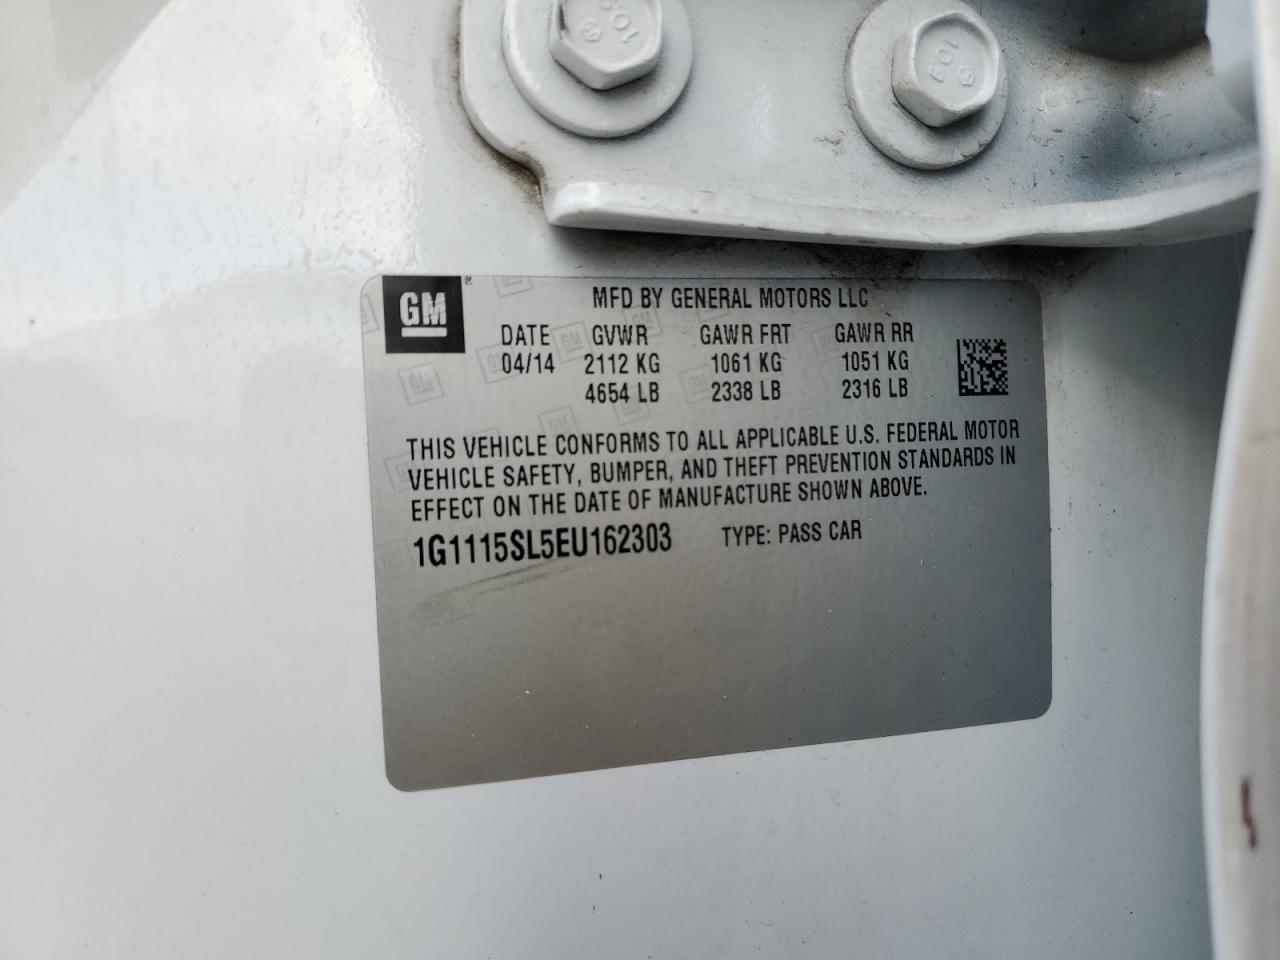 109
109
GM ®
MFD BY GENERAL MOTORS LLC
DATE GVWR GAWR FRT GAWR RR
04/14 2112 KG 1061 KG 1051 KG
4654 LB 2338 LB 2316 LB
THIS VEHICLE CONFORMS TO ALL APPLICABLE U.S. FEDERAL MOTOR
VEHICLE SAFETY, BUMPER, AND THEFT PREVENTION STANDARDS IN
EFFECT ON THE DATE OF MANUFACTURE SHOWN ABOVE.
1G1115SL5EU162303 TYPE: PASS CAR